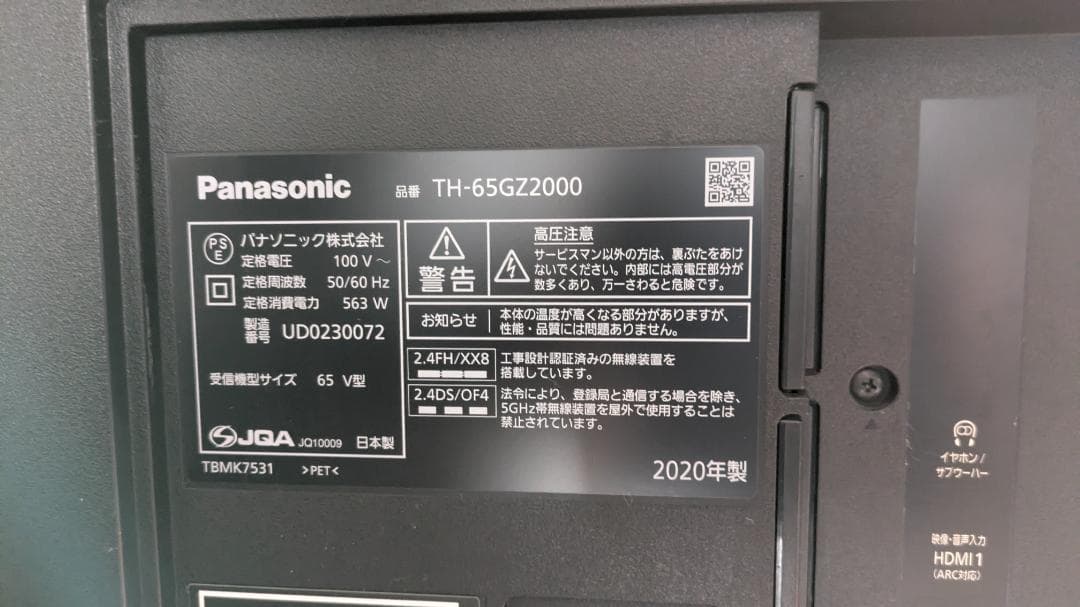 Panasonic 品番 TH-65GZ2000
PSE パナソニック株式会社
定格電圧 100 V ~
定格周波数 50/60 Hz
定格消費電力 563 W
製造番号 UD0230072
受信機型サイズ 65 V型
JQA JQ10009 日本製
TBMK7531 >PET<
警告
高圧注意
サービスマン以外の方は、裏ぶたをあけ
ないでください。内部には高電圧部分が
数多くあり、万一さわると危険です。
お知らせ
本体の温度が高くなる部分がありますが、
性能・品質には問題ありません。
2.4FH/XX8
工事設計認証済みの無線装置を
搭載しています。
2.4DS/OF4
法令により、登録局と通信する場合を除き、
5GHz帯無線装置を屋外で使用することは
禁止されています。
2020年製
イヤホン/
サブウーハー
映像・音声入力
HDMI 1
(ARC対応)